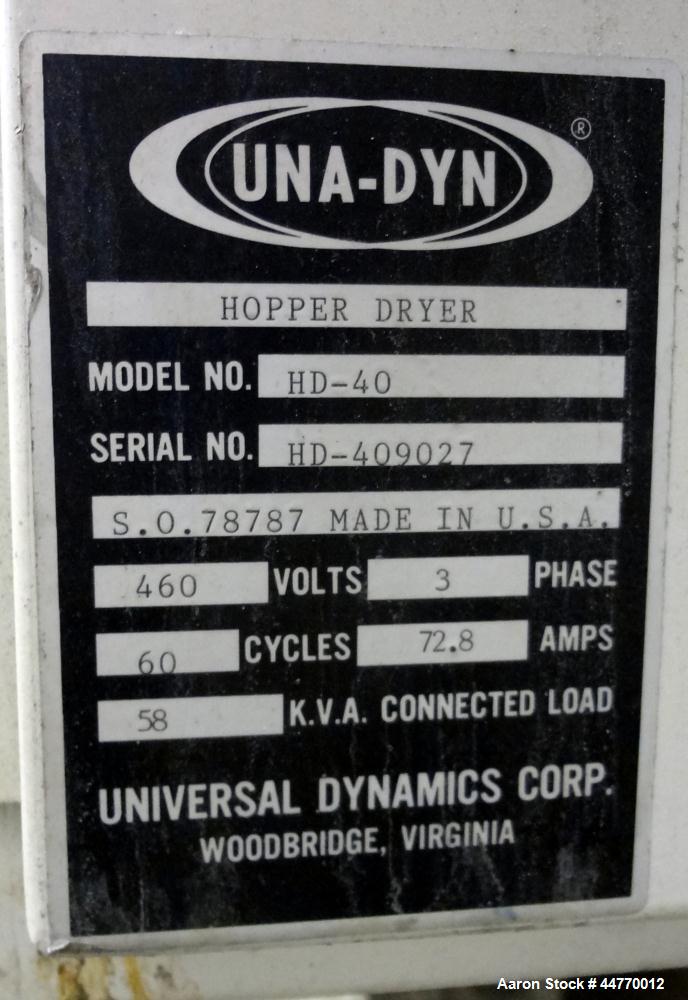 UNA-DYN ®
HOPPER DRYER
MODEL NO. HD-40
SERIAL NO. HD-409027
S.O.78787 MADE IN U.S.A.
460 VOLTS 3 PHASE
60 CYCLES 72.8 AMPS
58 K.V.A. CONNECTED LOAD
UNIVERSAL DYNAMICS CORP.
WOODBRIDGE, VIRGINIA
Aaron Stock # 44770012